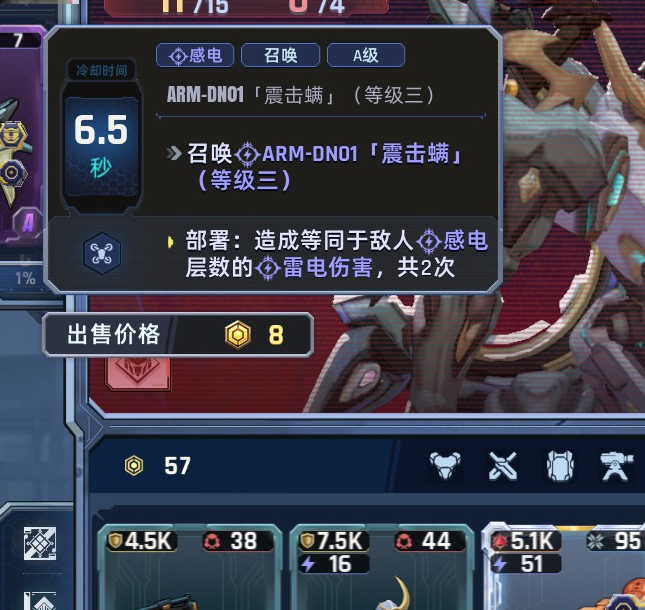 /15
/74
7
感电
召唤
A级
冷却时间
6.5
秒
ARM-DN01「震击螨」（等级三）
召唤ARM-DN01「震击螨」
（等级三）
部署：造成等同于敌人感电
层数的雷电伤害，共2次
A
1%
出售价格
8
57
4.5K
38
7.5K
44
16
5.1K
95
51